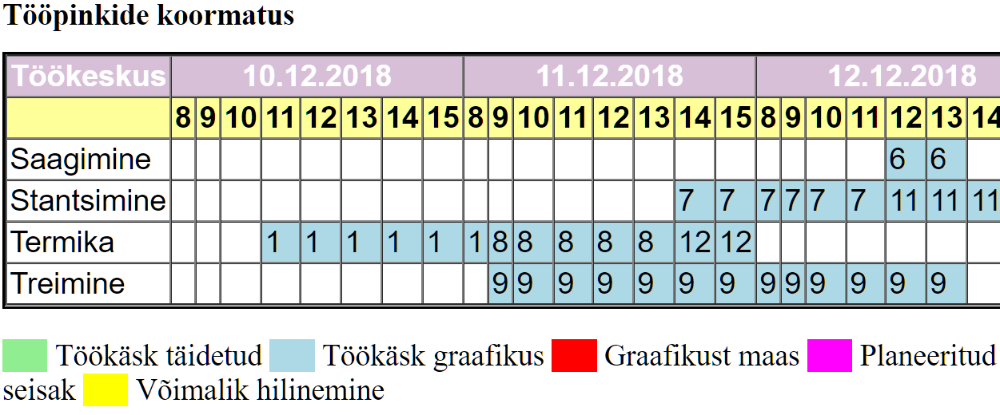 Tööpinkide koormatus
Töökeskus 10.12.2018 11.12.2018 12.12.2018
8 9 10 11 12 13 14 15 8 9 10 11 12 13 14 15 8 9 10 11 12 13 14
Saagimine 6 6
Stantsimine 7 7 7 7 7 7 11 11 11
Termika 1 1 1 1 1 1 8 8 8 8 8 12 12
Treimine 9 9 9 9 9 9 9 9 9 9 9 9 9
Töökäsk täidetud Töökäsk graafikus Graafikust maas Planeeritud
seisak Võimalik hilinemine